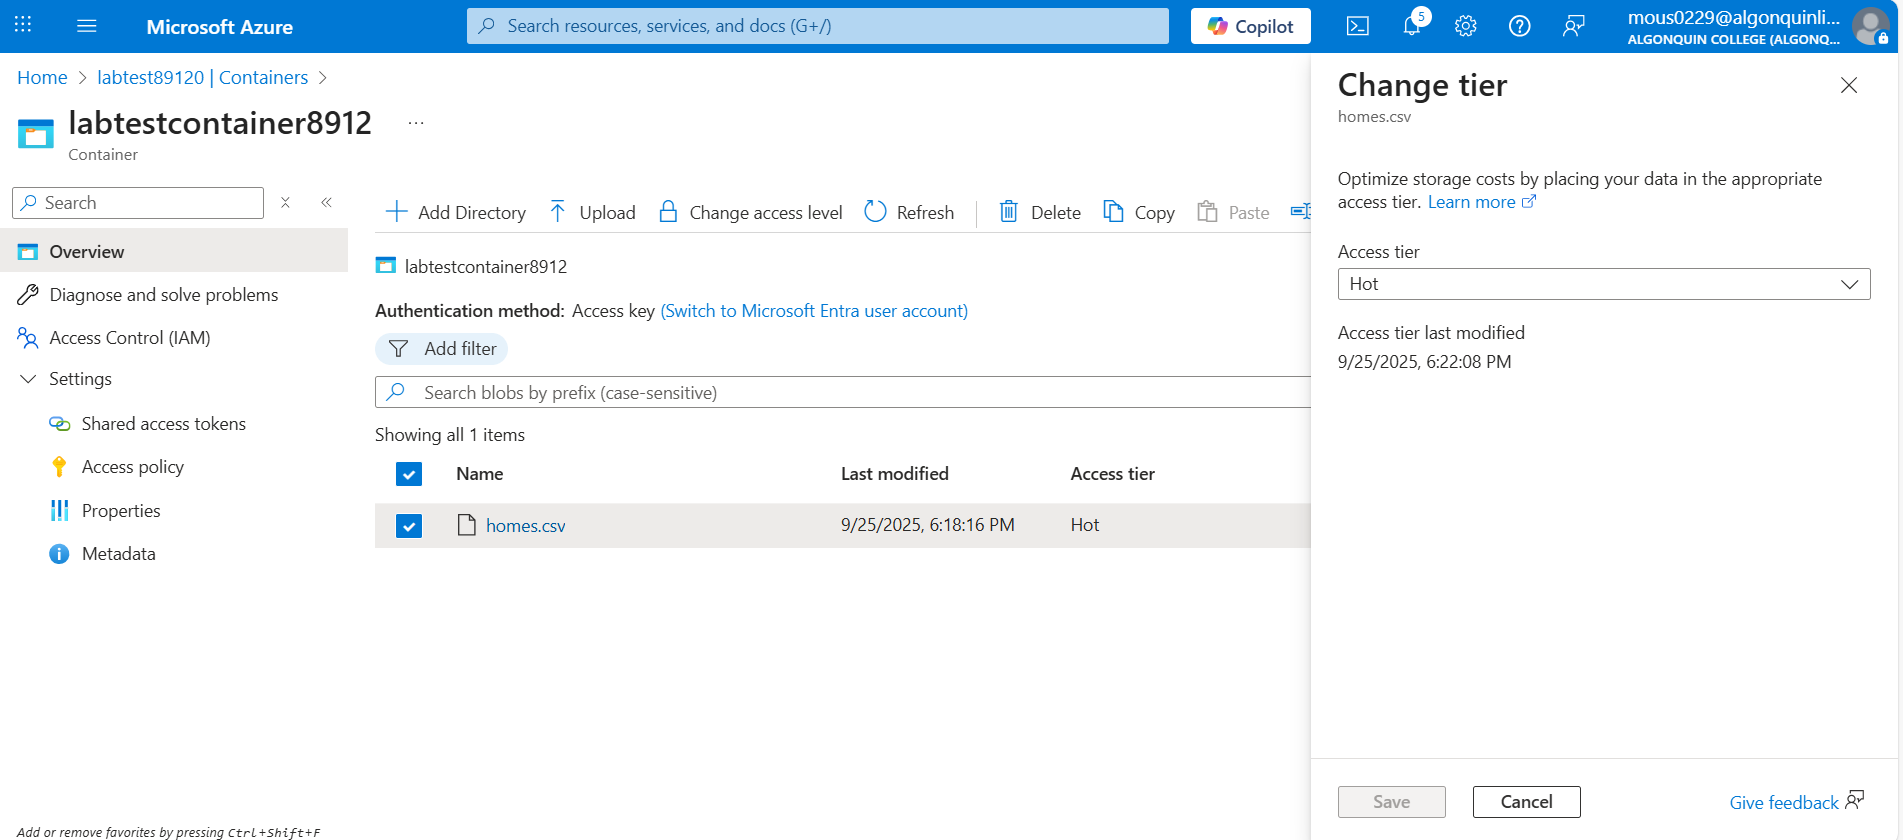 Microsoft Azure
Search resources, services, and docs (G+/)
Copilot
5
mous0229@algonquinli...
ALGONQUIN COLLEGE (ALGONQ...
Home > labtest89120 | Containers >
labtestcontainer8912 ...
Container
Search
Overview
Diagnose and solve problems
Access Control (IAM)
Settings
Shared access tokens
Access policy
Properties
Metadata
Add or remove favorites by pressing Ctrl+Shift+F
Add Directory Upload Change access level Refresh Delete Copy Paste
labtestcontainer8912
Authentication method: Access key (Switch to Microsoft Entra user account)
Add filter
Search blobs by prefix (case-sensitive)
Showing all 1 items
Name Last modified Access tier
homes.csv 9/25/2025, 6:18:16 PM Hot
Change tier
homes.csv
Optimize storage costs by placing your data in the appropriate
access tier. Learn more
Access tier
Hot
Access tier last modified
9/25/2025, 6:22:08 PM
Save Cancel Give feedback